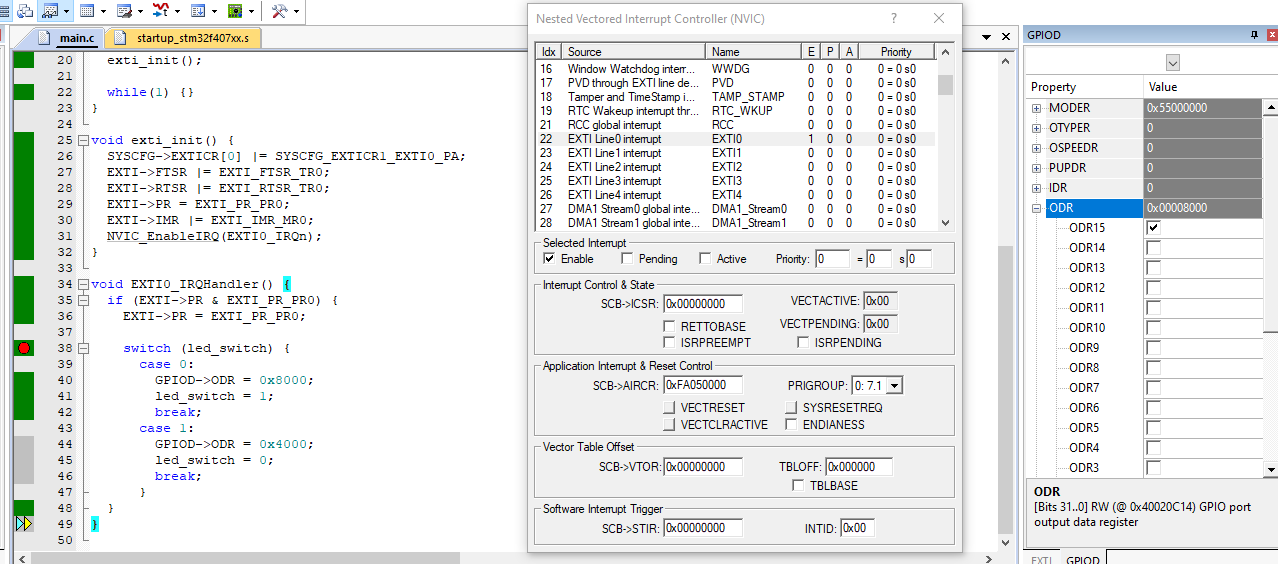 main.c
startup_stm32f407xx.s
20 exti_init();
21
22 while(1) {}
23 }
24
25 void exti_init() {
26 SYSCFG->EXTICR[0] |= SYSCFG_EXTICR1_EXTI0_PA;
27 EXTI->FTSR |= EXTI_FTSR_TR0;
28 EXTI->RTSR |= EXTI_RTSR_TR0;
29 EXTI->PR = EXTI_PR_PR0;
30 EXTI->IMR |= EXTI_IMR_MR0;
31 NVIC_EnableIRQ(EXTI0_IRQn);
32 }
33
34 void EXTI0_IRQHandler() {
35 if (EXTI->PR & EXTI_PR_PR0) {
36 EXTI->PR = EXTI_PR_PR0;
37
38 switch (led_switch) {
39 case 0:
40 GPIOD->ODR = 0x8000;
41 led_switch = 1;
42 break;
43 case 1:
44 GPIOD->ODR = 0x4000;
45 led_switch = 0;
46 break;
47 }
48 }
49 }
50
Nested Vectored Interrupt Controller (NVIC)
? ×
Idx Source Name E P A Priority
16 Window Watchdog interr... WWDG 0 0 0 0 = 0 s0
17 PVD through EXTI line de... PVD 0 0 0 0 = 0 s0
18 Tamper and TimeStamp i... TAMP_STAMP 0 0 0 0 = 0 s0
19 RTC Wakeup interrupt thr... RTC_WKUP 0 0 0 0 = 0 s0
21 RCC global interrupt RCC 0 0 0 0 = 0 s0
22 EXTI Line0 interrupt EXTI0 1 0 0 0 = 0 s0
23 EXTI Line1 interrupt EXTI1 0 0 0 0 = 0 s0
24 EXTI Line2 interrupt EXTI2 0 0 0 0 = 0 s0
25 EXTI Line3 interrupt EXTI3 0 0 0 0 = 0 s0
26 EXTI Line4 interrupt EXTI4 0 0 0 0 = 0 s0
27 DMA1 Stream0 global inte... DMA1_Stream0 0 0 0 0 = 0 s0
28 DMA1 Stream1 global inte... DMA1_Stream1 0 0 0 0 = 0 s0
Selected Interrupt
Enable Pending Active Priority: 0 = 0 s 0
Interrupt Control & State
SCB->ICSR: 0x00000000 VECTACTIVE: 0x00
RETTOBASE VECTPENDING: 0x00
ISRPREEMPT ISRPENDING
Application Interrupt & Reset Control
SCB->AIRCR: 0xFA050000 PRIGROUP: 0: 7.1
VECTRESET SYSRESETREQ
VECTCLRACTIVE ENDIANESS
Vector Table Offset
SCB->VTOR: 0x00000000 TBLOFF: 0x000000
TBLBASE
Software Interrupt Trigger
SCB->STIR: 0x00000000 INTID: 0x00
GPIOD
Property Value
MODER 0x55000000
OTYPER 0
OSPEEDR 0
PUPDR 0
IDR 0
ODR 0x00008000
ODR15
ODR14
ODR13
ODR12
ODR11
ODR10
ODR9
ODR8
ODR7
ODR6
ODR5
ODR4
ODR3
ODR
[Bits 31..0] RW (@ 0x40020C14) GPIO port
output data register
EXTI GPIOD